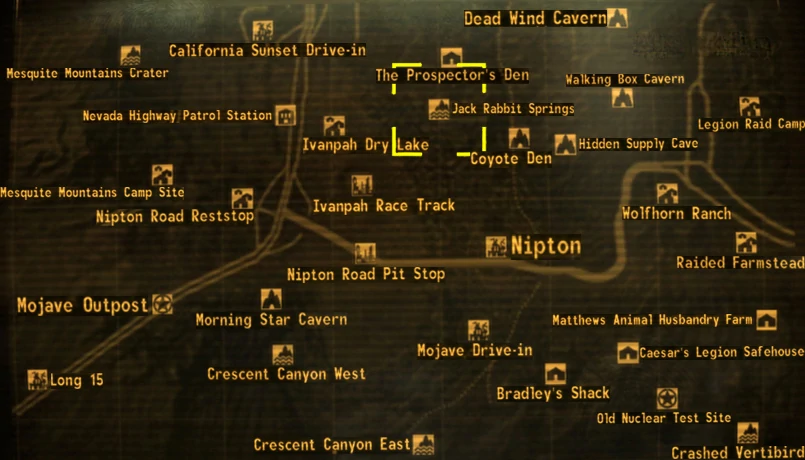 Dead Wind Cavern
California Sunset Drive-in
Mesquite Mountains Crater
The Prospector's Den
Walking Box Cavern
Jack Rabbit Springs
Nevada Highway Patrol Station
Legion Raid Camp
Ivanpah Dry Lake
Hidden Supply Cave
Coyote Den
Mesquite Mountains Camp Site
Ivanpah Race Track
Nipton Road Reststop
Wolfhorn Ranch
Nipton
Raided Farmstead
Nipton Road Pit Stop
Mojave Outpost
Morning Star Cavern
Matthews Animal Husbandry Farm
Mojave Drive-in
Caesar's Legion Safehouse
Crescent Canyon West
Long 15
Bradley's Shack
Old Nuclear Test Site
Crescent Canyon East
Crashed Vertibird